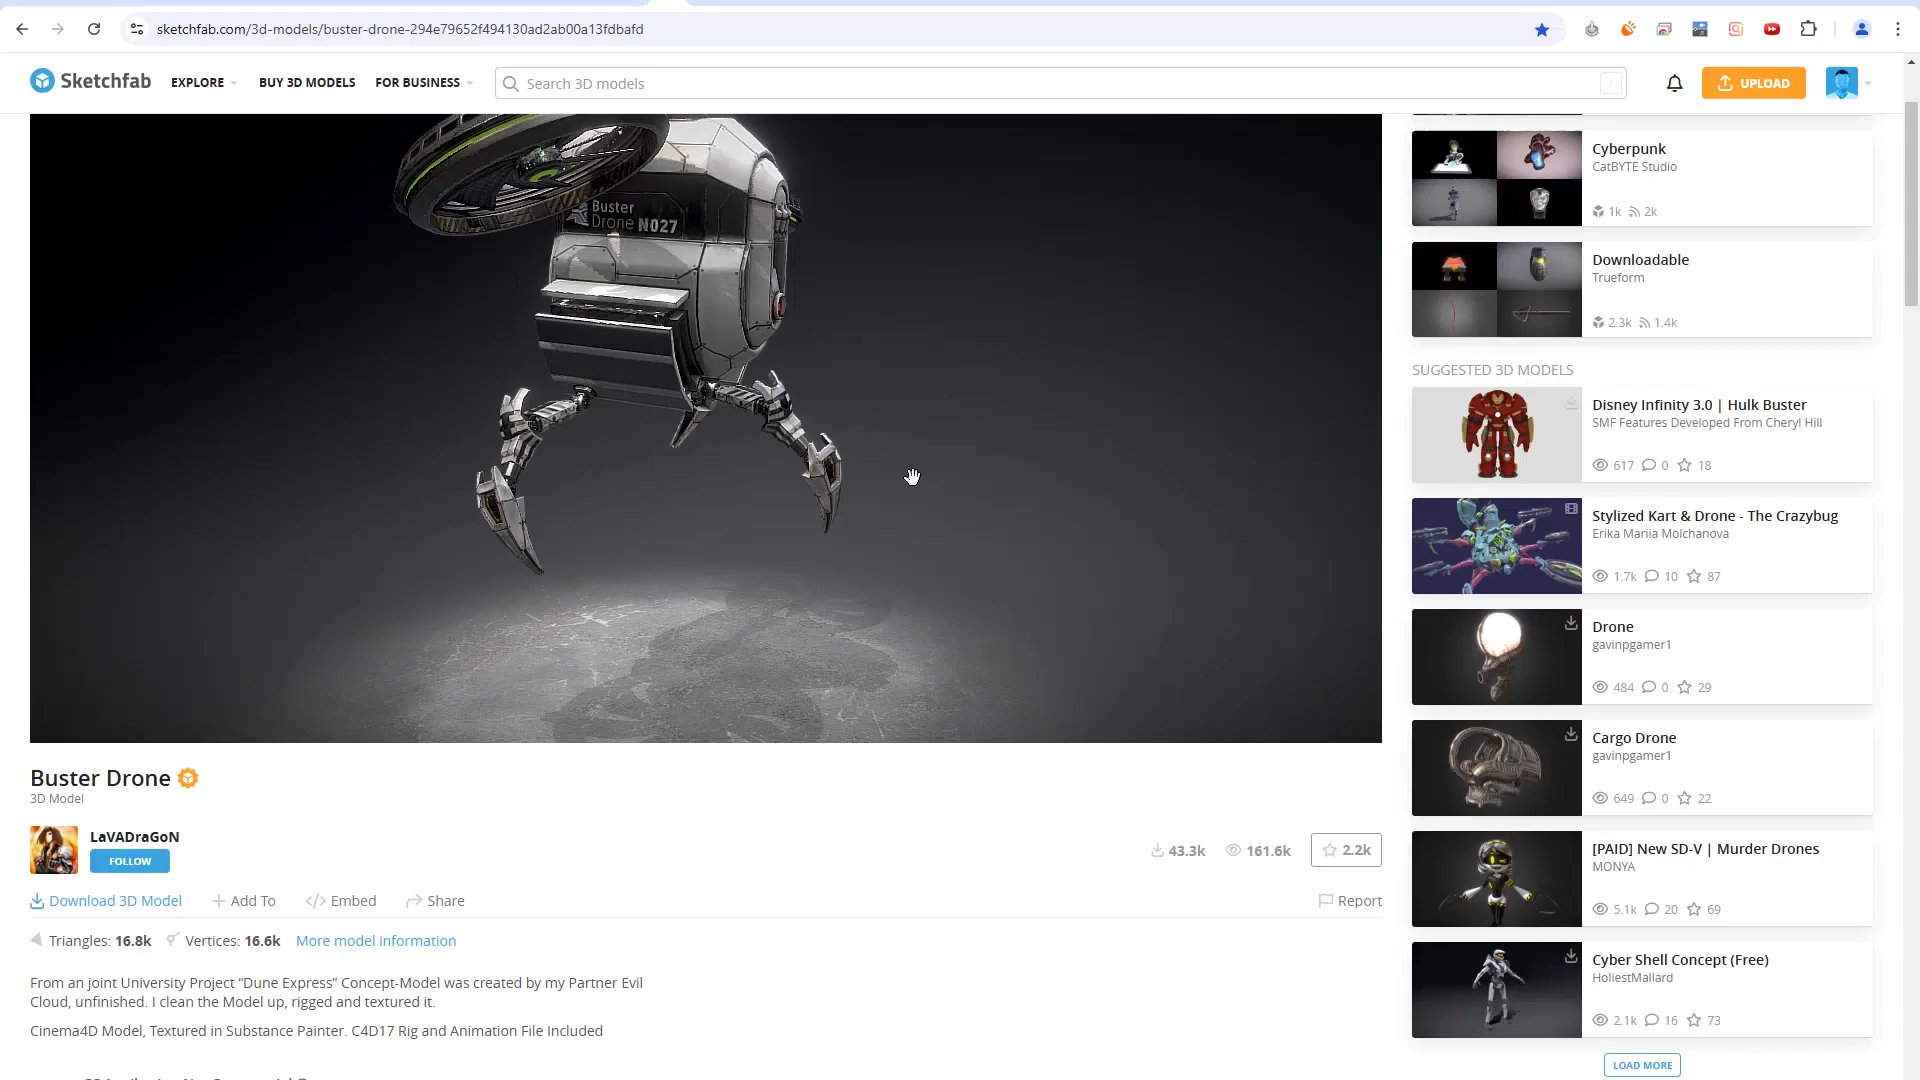 sketchfab.com/3d-models/buster-drone-294e79652f494130ad2ab00a13fdbafd
Sketchfab
EXPLORE
BUY 3D MODELS
FOR BUSINESS
Search 3D models
/
UPLOAD
Buster
Drone N027
Cyberpunk
CatBYTE Studio
1k
2k
Downloadable
Trueform
2.3k
1.4k
SUGGESTED 3D MODELS
Disney Infinity 3.0 | Hulk Buster
SMF Features Developed From Cheryl Hill
617
0
18
Stylized Kart & Drone - The Crazybug
Erika Mariia Molchanova
1.7k
10
87
Drone
gavinpgamer1
484
0
29
Cargo Drone
gavinpgamer1
649
0
22
[PAID] New SD-V | Murder Drones
MONYA
5.1k
20
69
Cyber Shell Concept (Free)
HoliestMallard
2.1k
16
73
LOAD MORE
Buster Drone
3D Model
LaVADraGoN
FOLLOW
43.3k
161.6k
2.2k
Download 3D Model
Add To
Embed
Share
Report
Triangles: 16.8k
Vertices: 16.6k
More model information
From an joint University Project “Dune Express” Concept-Model was created by my Partner Evil
Cloud, unfinished. I clean the Model up, rigged and textured it.
Cinema4D Model, Textured in Substance Painter. C4D17 Rig and Animation File Included